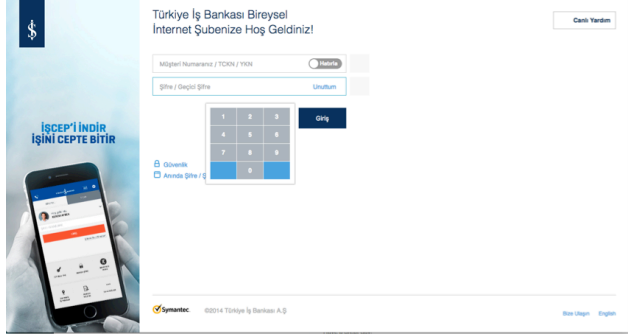 Türkiye İş Bankası Bireysel
İnternet Şubenize Hoş Geldiniz!
Canlı Yardım
Müşteri Numaranız / TCKN / YKN
Hatırla
Şifre / Geçici Şifre
Unuttum
1 2 3
4 5 6
7 8 9
0
Giriş
Güvenlik
Anında Şifre / Ş
İŞCEP'İ İNDİR
İŞİNİ CEPTE BİTİR
Symantec.
©2014 Türkiye İş Bankası A.Ş
Bize Ulaşın English